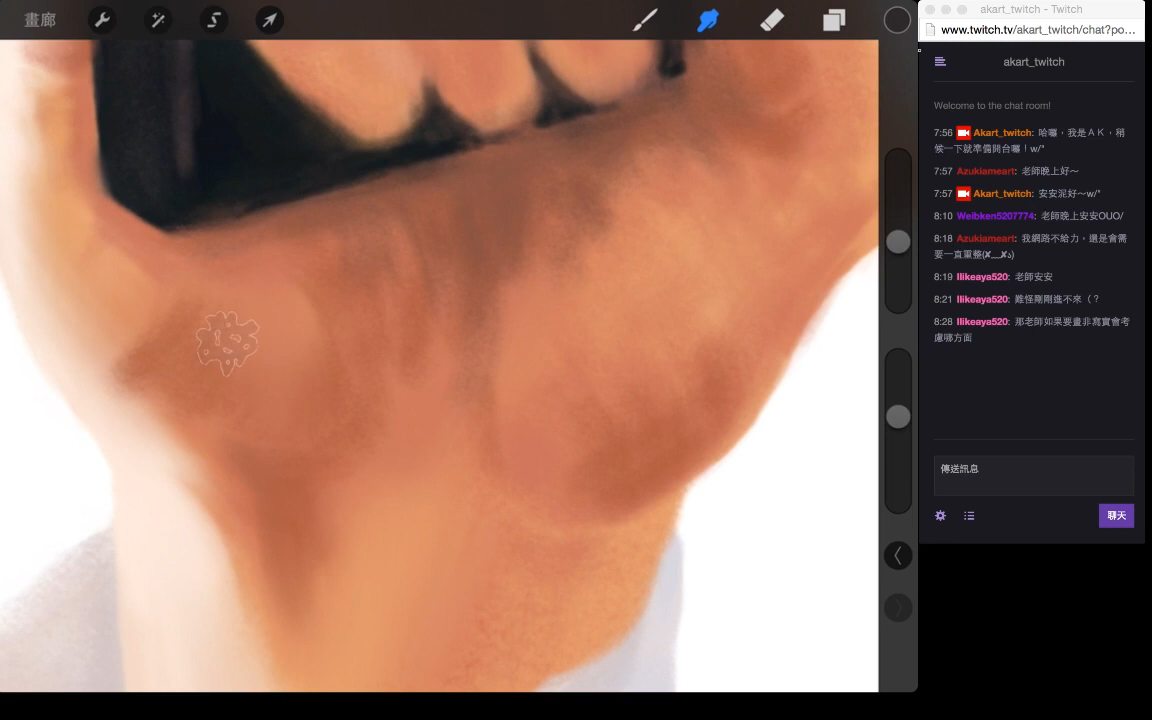 畫廊
akart_twitch - Twitch
www.twitch.tv/akart_twitch/chat?po...
akart_twitch
Welcome to the chat room!
7:56 Akart_twitch: 哈囉，我是ＡＫ，稍
候一下就準備開台囉！w/"
7:57 Azukiameart: 老師晚上好～
7:57 Akart_twitch: 安安泥好～w/"
8:10 Weibken5207774: 老師晚上安安OUO/
8:18 Azukiameart: 我網路不給力，還是會需
要一直重整(✘﹏✘ა)
8:19 Ilikeaya520: 老師安安
8:21 Ilikeaya520: 難怪剛剛進不來（？
8:28 Ilikeaya520: 那老師如果要畫非寫實會考
慮哪方面
傳送訊息
聊天